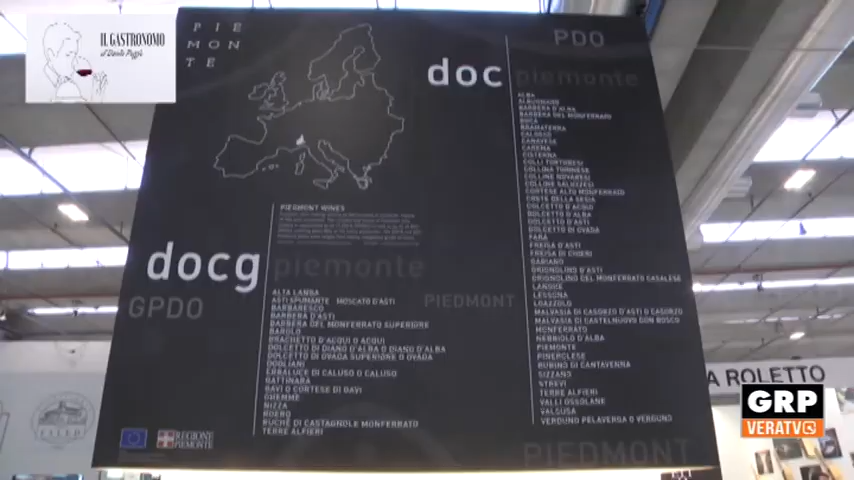 IL GASTRONOMO
PIE
MON
TE
PDO
doc piemonte
ALBA
ALBUGNANO
BARBERA D'ALBA
BARBERA DEL MONFERRATO
BOCA
BRAMATERRA
CALOSSO
CANAVESE
CAREMA
CISTERNA
COLLI TORTONESI
COLLINA TORINESE
COLLINE NOVARESI
COLLINE SALUZZESI
CORTESE ALTO MONFERRATO
COSTE DELLA SESIA
DOLCETTO D'ACQUI
DOLCETTO D'ALBA
DOLCETTO D'ASTI
DOLCETTO DI OVADA
FARA
FREISA D'ASTI
FREISA DI CHIERI
GABIANO
GRIGNOLINO D'ASTI
GRIGNOLINO DEL MONFERRATO CASALESE
LANGHE
LESSONA
LOAZZOLO
MALVASIA DI CASORZO D'ASTI O CASORZO
MALVASIA DI CASTELNUOVO DON BOSCO
MONFERRATO
NEBBIOLO D'ALBA
PIEMONTE
PINEROLESE
RUBINO DI CANTAVENNA
SIZZANO
STREVI
TERRE ALFIERI
VALLI OSSOLANE
VALSUSA
VERDUNO PELAVERGA O VERDUNO
PIEDMONT
PIEDMONT WINES
docg piemonte
GPDO
PIEDMONT
ALTA LANGA
ASTI SPUMANTE MOSCATO D'ASTI
BARBARESCO
BARBERA D'ASTI
BARBERA DEL MONFERRATO SUPERIORE
BAROLO
BRACHETTO D'ACQUI O ACQUI
DOLCETTO DI DIANO D'ALBA O DIANO D'ALBA
DOLCETTO DI OVADA SUPERIORE O OVADA
DOGLIANI
ERBALUCE DI CALUSO O CALUSO
GATTINARA
GAVI O CORTESE DI GAVI
GHEMME
NIZZA
ROERO
RUCHÈ DI CASTAGNOLE MONFERRATO
TERRE ALFIERI
REGIONE
PIEMONTE
A ROLETTO
GRP
VERATV